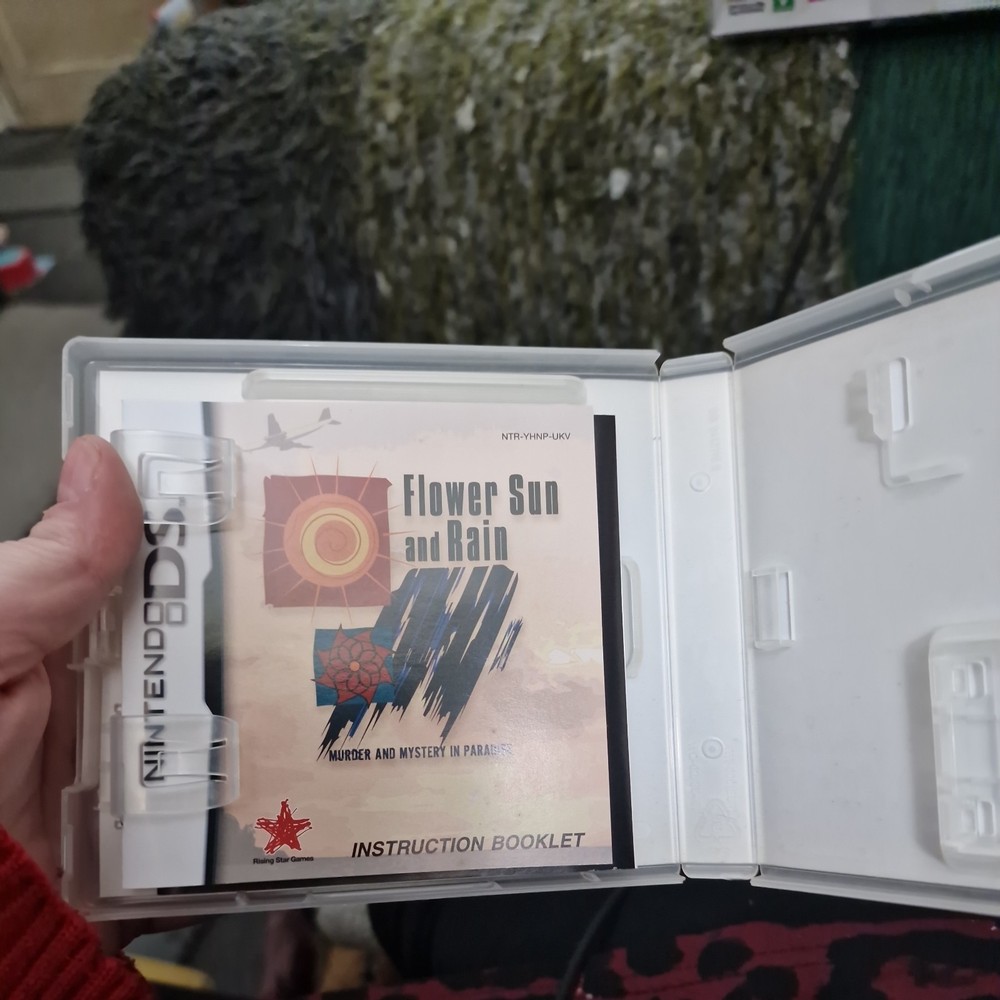 NTR-YHNP-UKV
Flower Sun
and Rain
MURDER AND MYSTERY IN PARADISE
Rising Star Games
INSTRUCTION BOOKLET
NINTENDO DS